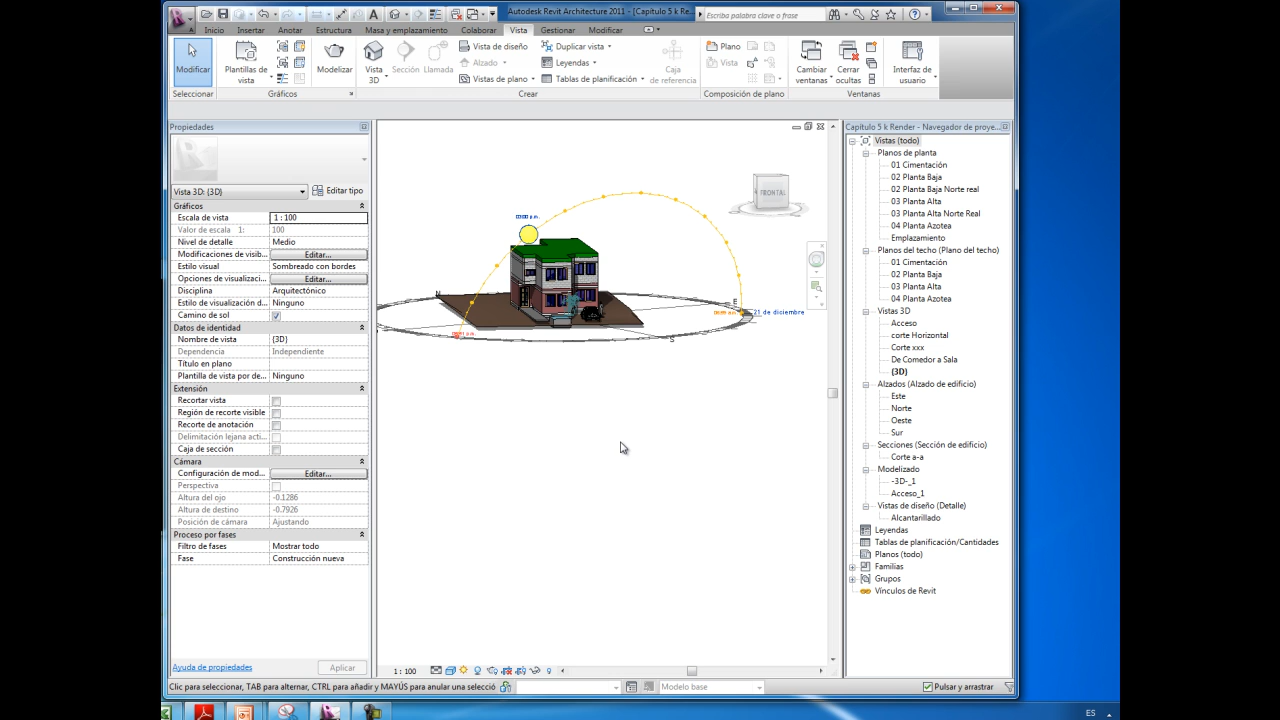 Autodesk Revit Architecture 2011 - [Capítulo 5 k Re...
Escriba palabra clave o frase
Inicio
Insertar
Anotar
Estructura
Masa y emplazamiento
Colaborar
Vista
Gestionar
Modificar
Modificar
Plantillas de vista
Modelizar
Vista 3D
Sección
Llamada
Vista de diseño
Alzado
Vistas de plano
Duplicar vista
Leyendas
Tablas de planificación
Caja de referencia
Plano
Vista
Cambiar ventanas
Cerrar ocultas
Interfaz de usuario
Seleccionar
Gráficos
Crear
Composición de plano
Ventanas
Propiedades
Vista 3D: {3D}
Editar tipo
Gráficos
Escala de vista 1 : 100
Valor de escala 1: 100
Nivel de detalle Medio
Modificaciones de visib... Editar...
Estilo visual Sombreado con bordes
Opciones de visualizaci... Editar...
Disciplina Arquitectónico
Estilo de visualización d... Ninguno
Camino de sol
Datos de identidad
Nombre de vista {3D}
Dependencia Independiente
Título en plano
Plantilla de vista por de... Ninguno
Extensión
Recortar vista
Región de recorte visible
Recorte de anotación
Delimitación lejana acti...
Caja de sección
Cámara
Configuración de mod... Editar...
Perspectiva
Altura del ojo -0.1286
Altura de destino -0.7926
Posición de cámara Ajustando
Proceso por fases
Filtro de fases Mostrar todo
Fase Construcción nueva
Ayuda de propiedades
Aplicar
FRONTAL
N
E
S
21 de diciembre
1 : 100
Capítulo 5 k Render - Navegador de proye...
Vistas (todo)
Planos de planta
01 Cimentación
02 Planta Baja
02 Planta Baja Norte real
03 Planta Alta
03 Planta Alta Norte Real
04 Planta Azotea
Emplazamiento
Planos del techo (Plano del techo)
01 Cimentación
02 Planta Baja
03 Planta Alta
04 Planta Azotea
Vistas 3D
Acceso
corte Horizontal
Corte xxx
De Comedor a Sala
{3D}
Alzados (Alzado de edificio)
Este
Norte
Oeste
Sur
Secciones (Sección de edificio)
Corte a-a
Modelizado
-3D-_1
Acceso_1
Vistas de diseño (Detalle)
Alcantarillado
Leyendas
Tablas de planificación/Cantidades
Planos (todo)
Familias
Grupos
Vínculos de Revit
Clic para seleccionar, TAB para alternar, CTRL para añadir y MAYÚS para anular una selecció
Modelo base
Pulsar y arrastrar
ES